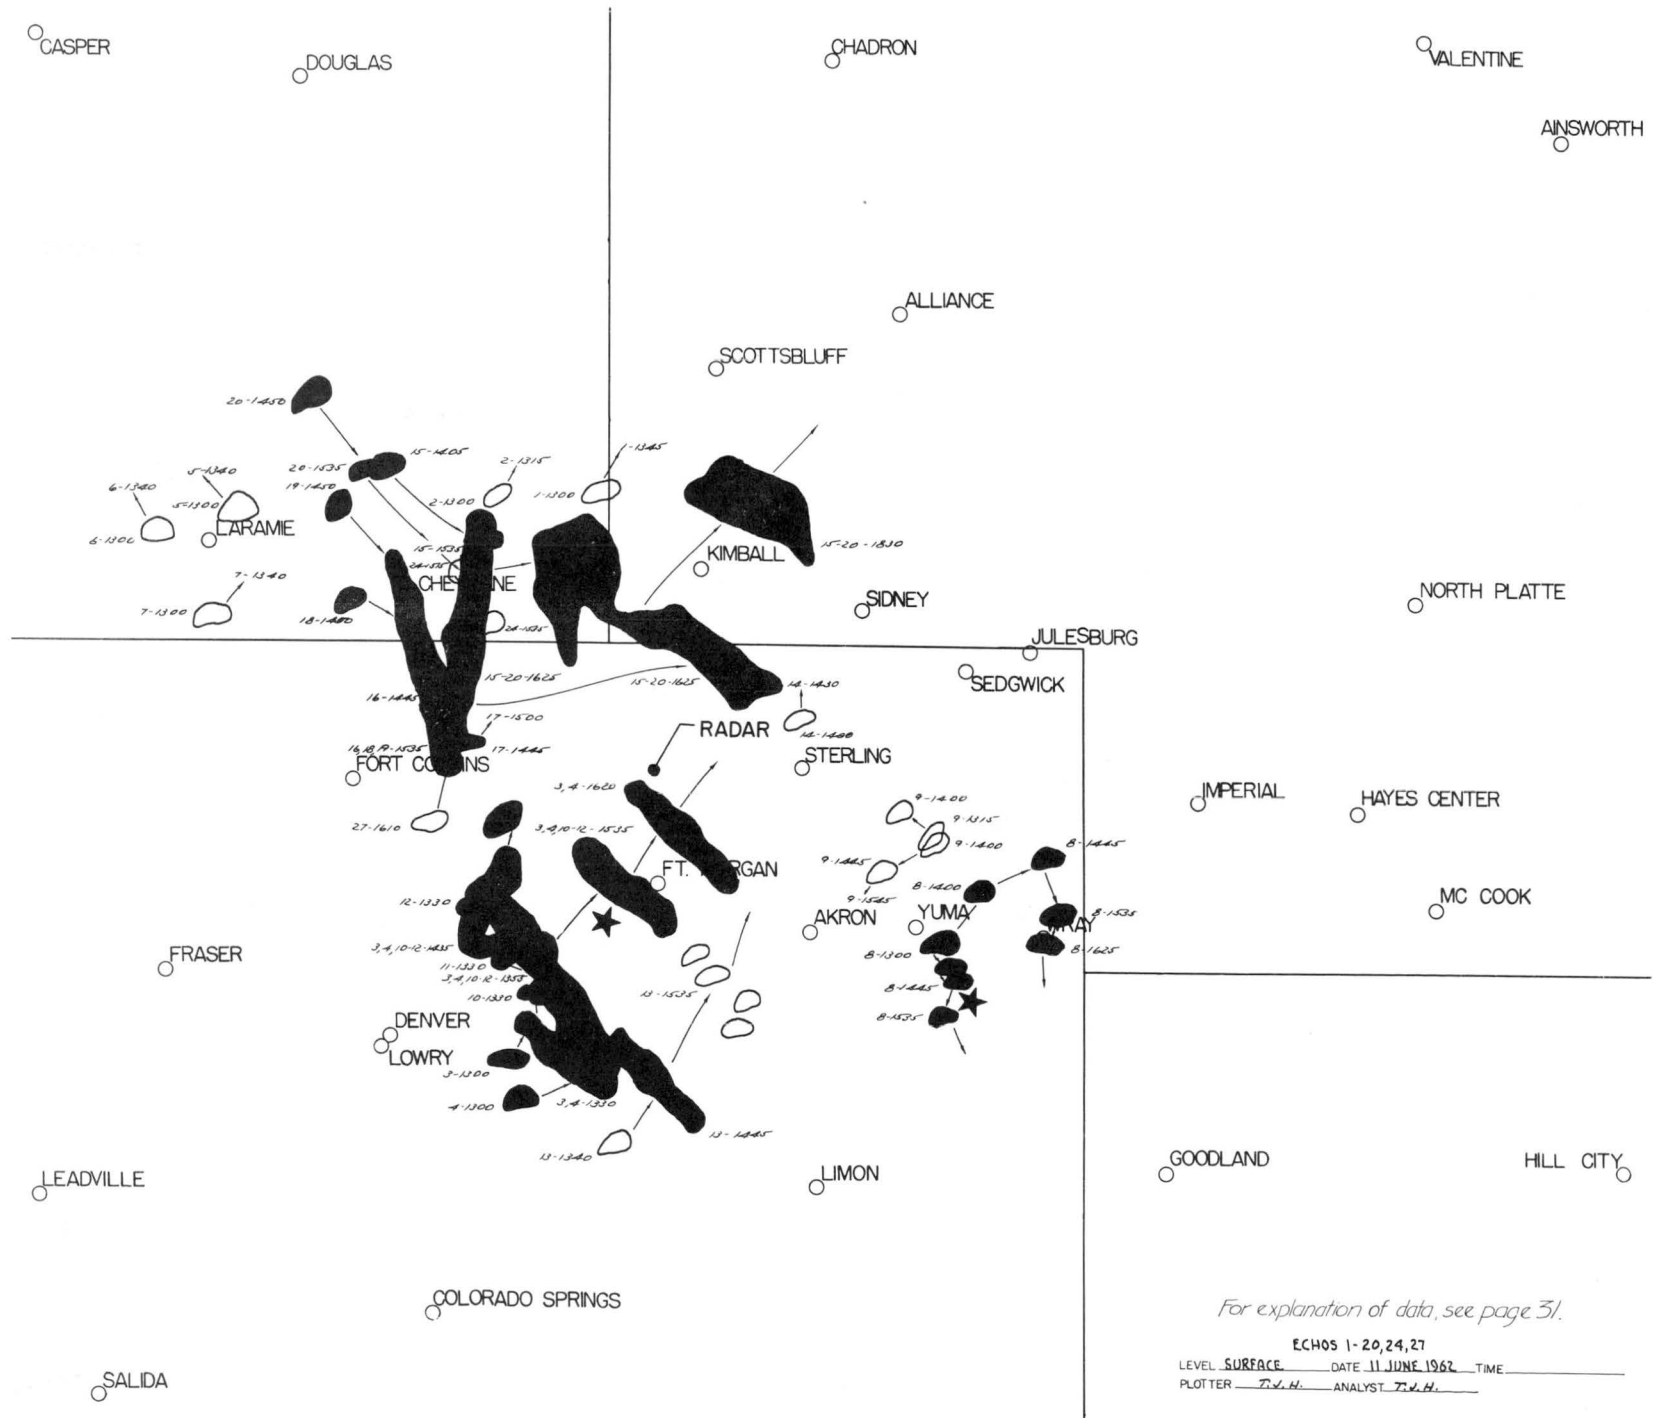 CASPER
DOUGLAS
CHADRON
VALENTINE
AINSWORTH
ALLIANCE
SCOTTSBLUFF
20-1450
15-1405
20-1535
19-1450
2-1315
1-1345
5-1340
6-1340
5-1300
2-1300
1-1300
6-1300
LARAMIE
15-1535
15-20-1830
KIMBALL
7-1340
CHEYENNE
7-1300
18-1450
24-1535
SIDNEY
NORTH PLATTE
JULESBURG
SEDGWICK
15-20-1625
15-20-1625
14-1430
16-1445
17-1500
14-1400
RADAR
16,18,19-1535
17-1445
FORT COLLINS
STERLING
3,4-1620
9-1400
IMPERIAL
HAYES CENTER
27-1610
3,4,10-12-1535
9-1315
9-1400
8-1445
9-1445
FT. MORGAN
8-1400
9-1545
12-1330
AKRON
YUMA
8-1535
WRAY
MC COOK
3,4,10-12-1435
8-1300
8-1625
FRASER
11-1330
3,4,10-12-1355
10-1330
13-1535
8-1445
8-1535
DENVER
LOWRY
3-1300
4-1300
3,4-1330
13-1445
13-1340
LEADVILLE
LIMON
GOODLAND
HILL CITY
COLORADO SPRINGS
SALIDA
For explanation of data, see page 31.
ECHOS 1-20,24,27
LEVEL SURFACE DATE 11 JUNE 1962 TIME
PLOTTER T.J.H. ANALYST T.J.H.